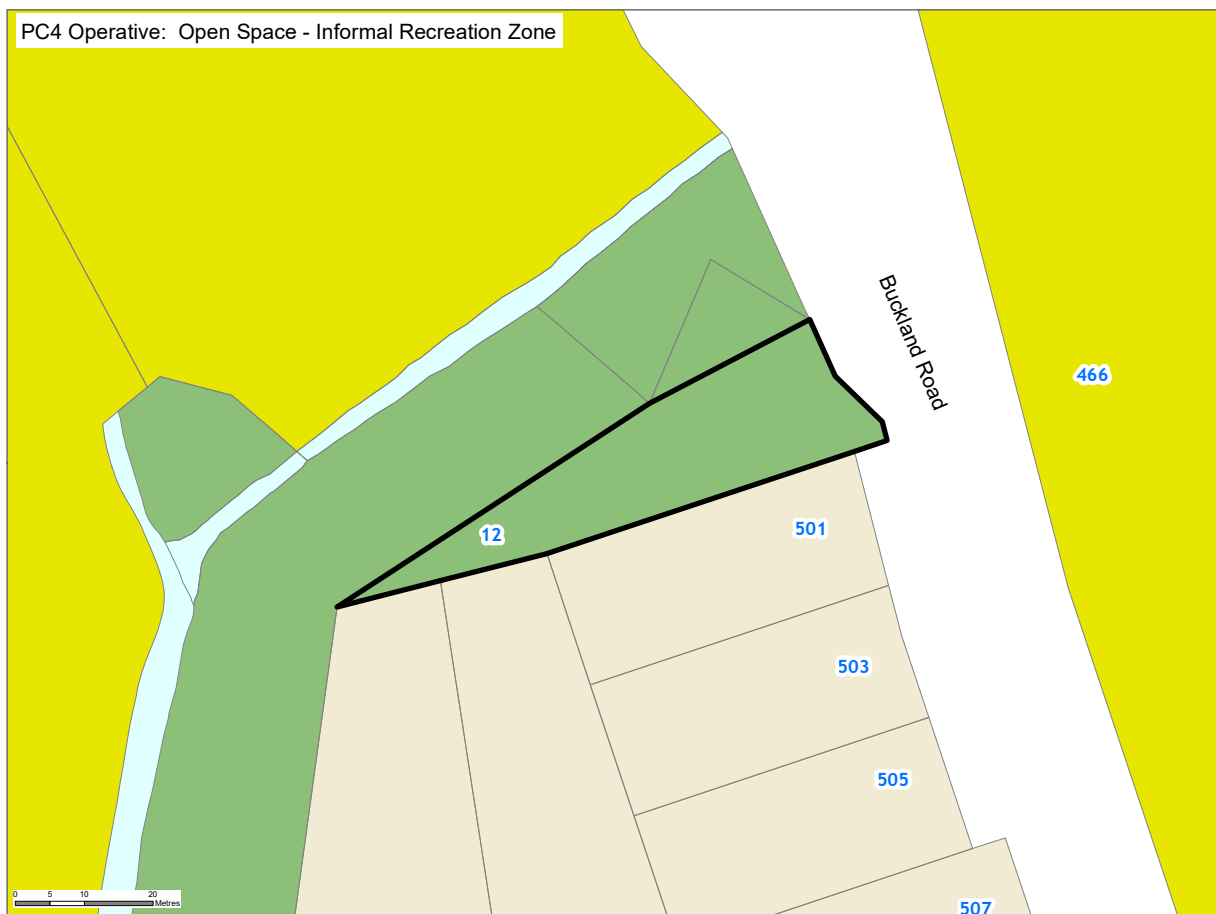 PC4 Operative:  Open Space - Informal Recreation Zone
Buckland Road
466
12
501
503
505
507
0 5 10 20
Metres